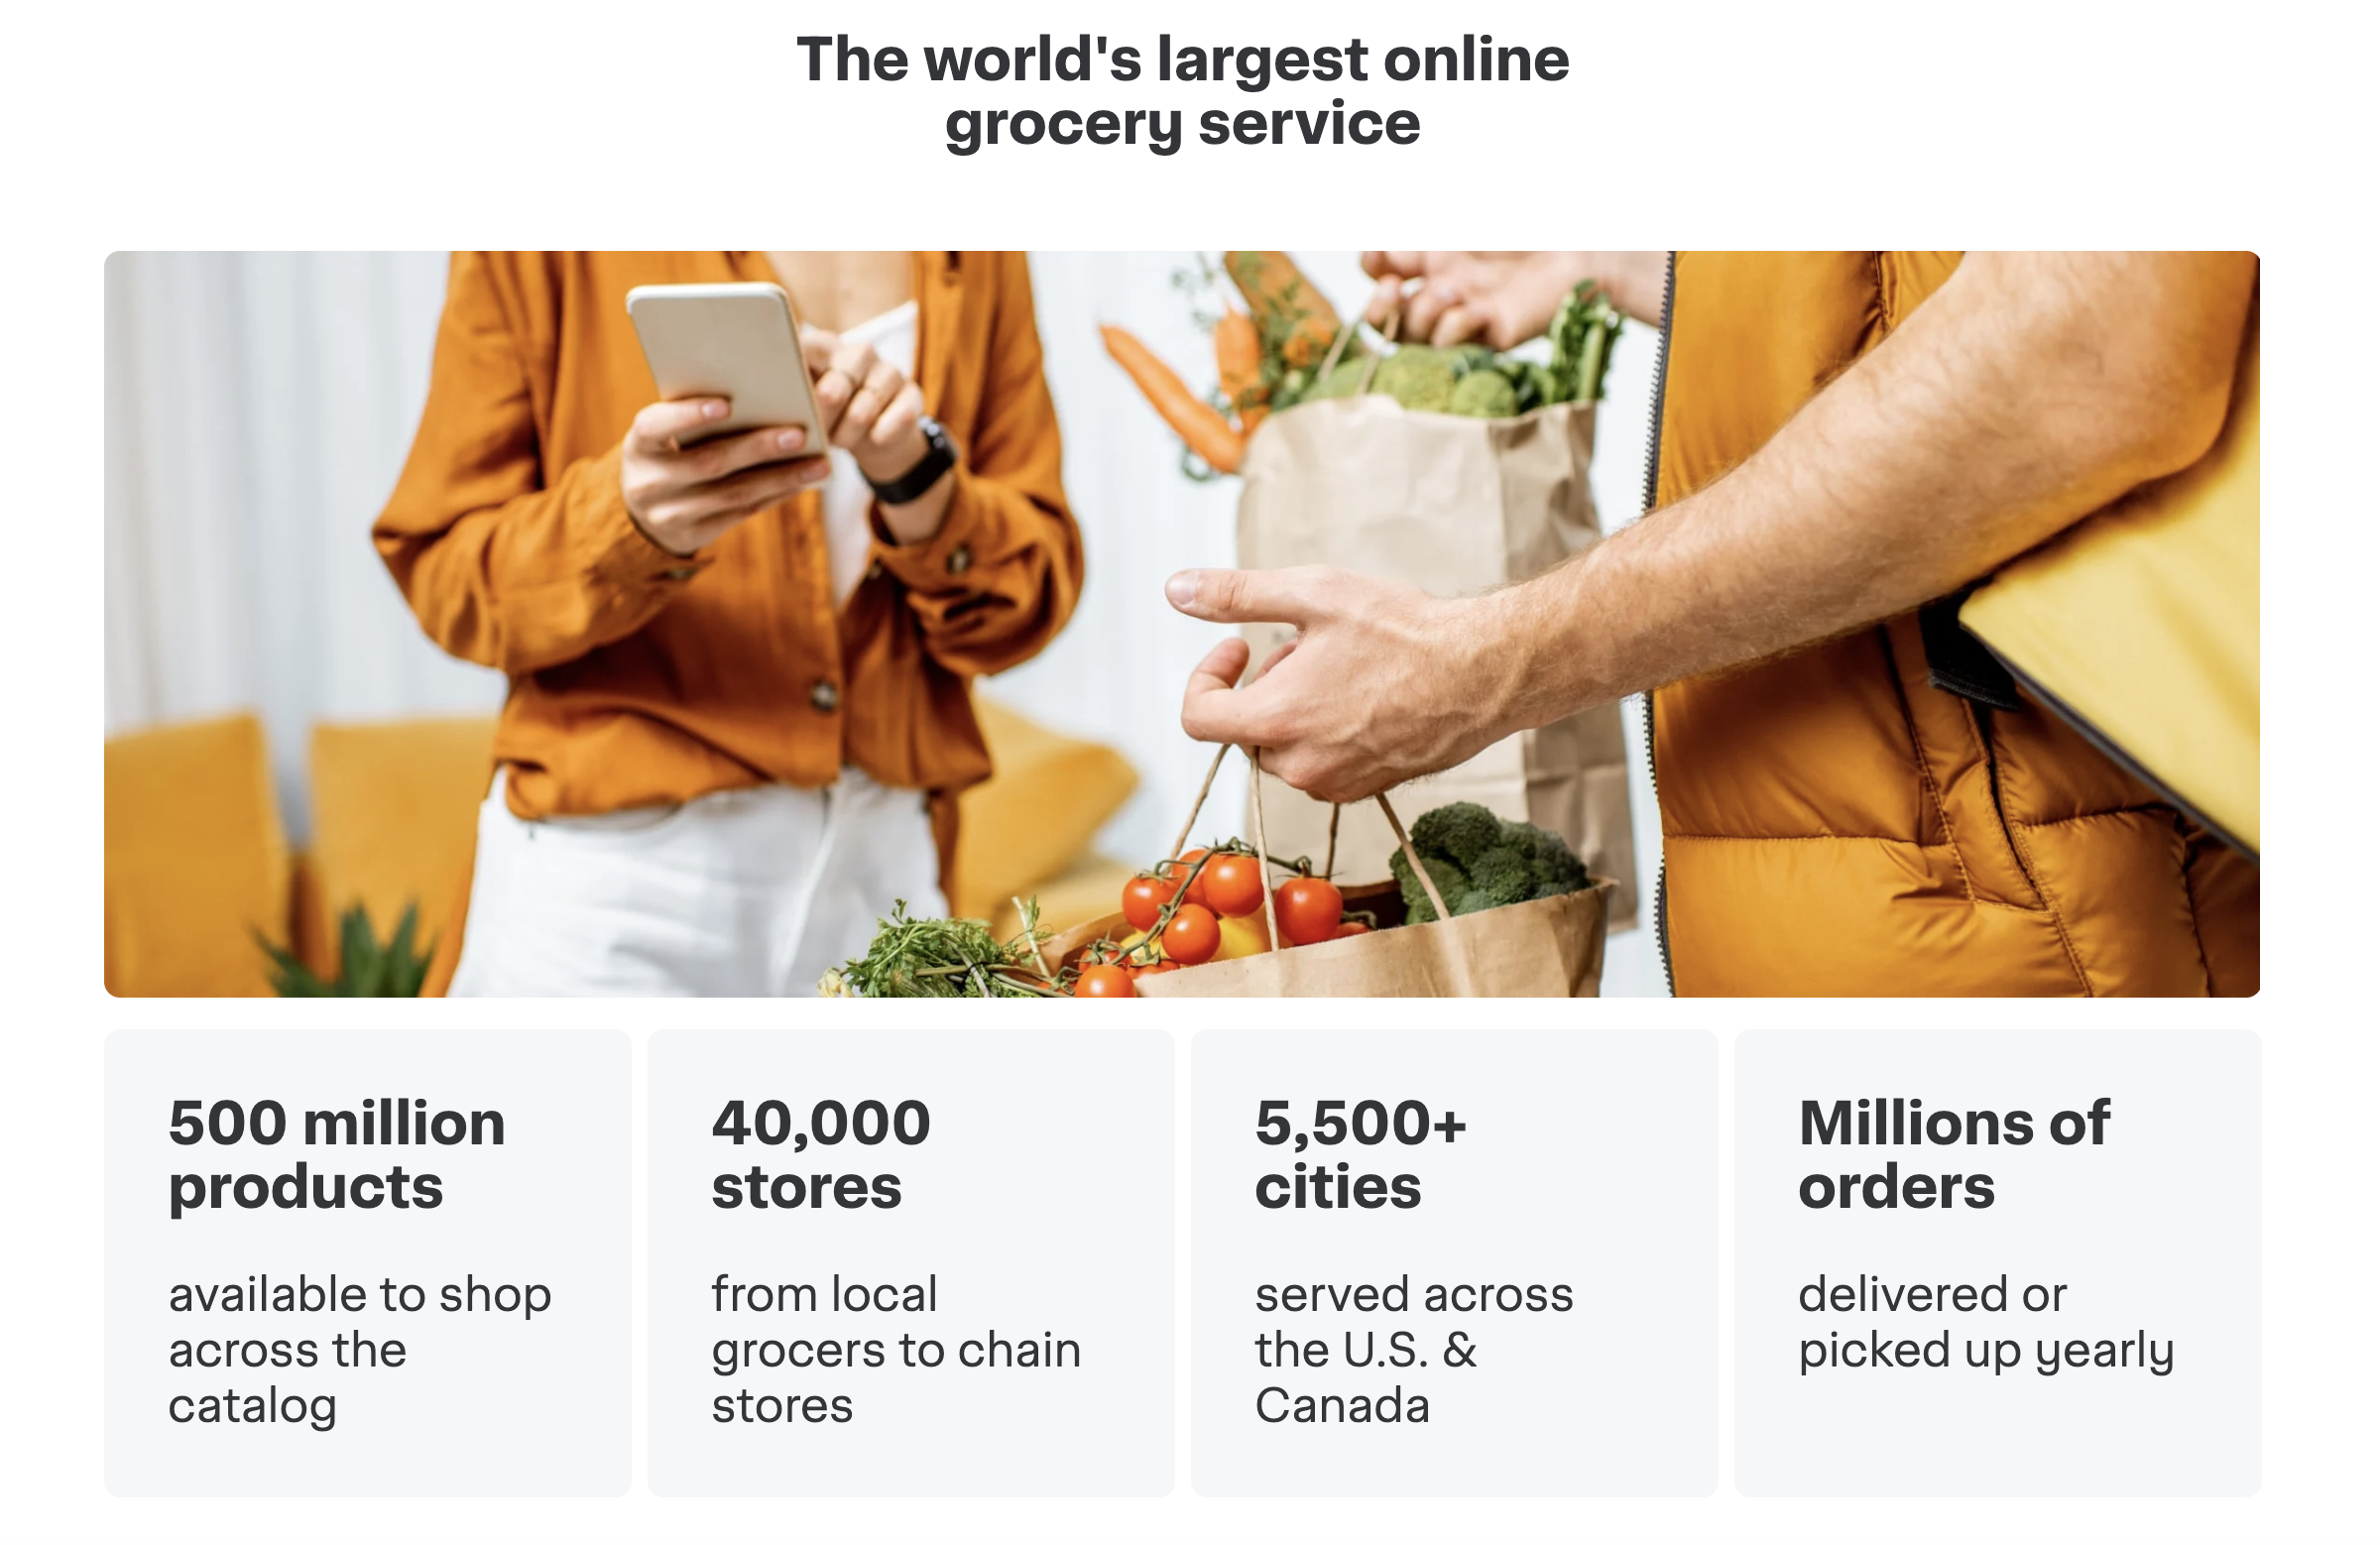 The world's largest online
grocery service
500 million
products
available to shop
across the
catalog
40,000
stores
from local
grocers to chain
stores
5,500+
cities
served across
the U.S. &
Canada
Millions of
orders
delivered or
picked up yearly